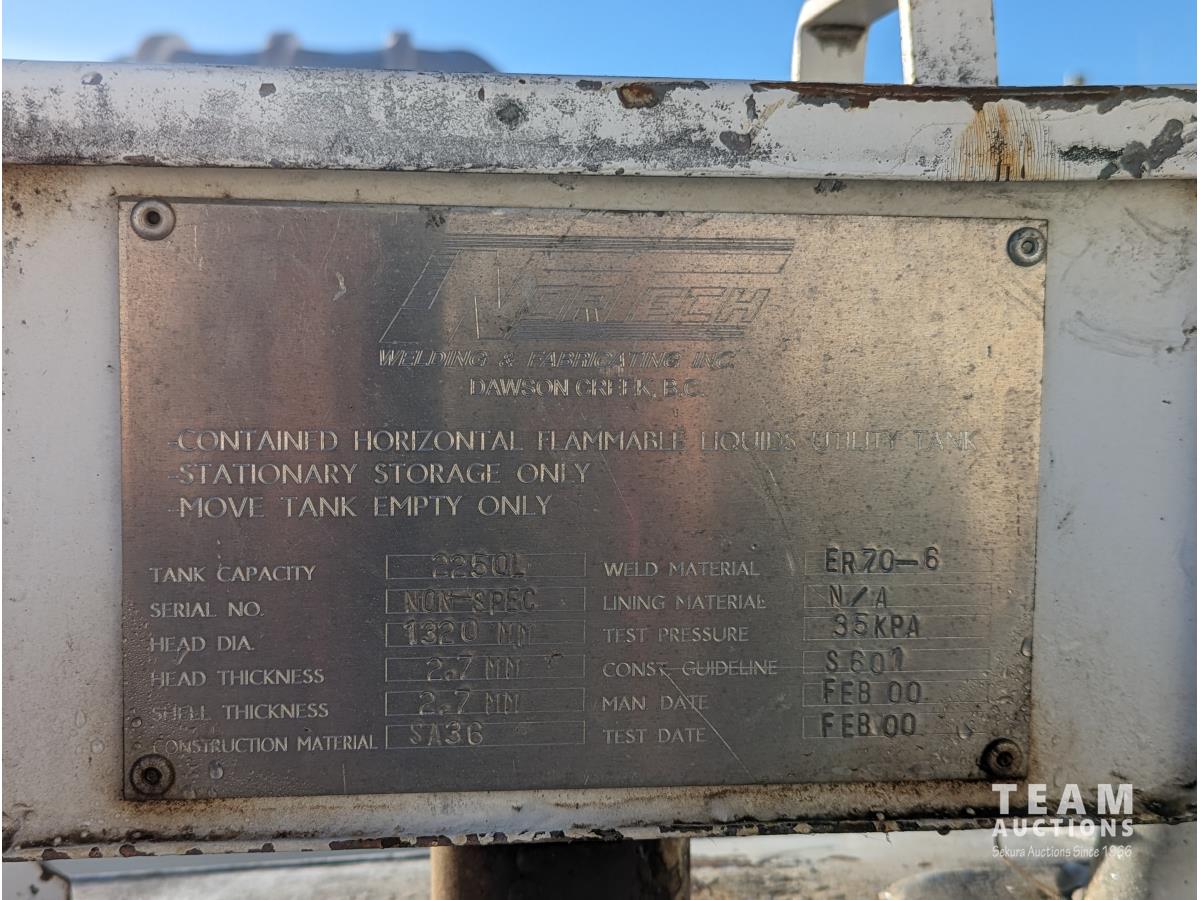 NORTECH
WELDING & FABRICATING INC.
DAWSON CREEK, B.C.
-CONTAINED HORIZONTAL FLAMMABLE LIQUIDS UTILITY TANK
-STATIONARY STORAGE ONLY
-MOVE TANK EMPTY ONLY
TANK CAPACITY 2250L WELD MATERIAL ER70-6
SERIAL NO. NON-SPEC LINING MATERIAL N/A
HEAD DIA. 1320 MM TEST PRESSURE 35KPA
HEAD THICKNESS 2.7 MM CONST. GUIDELINE S601
SHELL THICKNESS 2.7 MM MAN DATE FEB 00
CONSTRUCTION MATERIAL SA36 TEST DATE FEB 00
TEAM
AUCTIONS
Sekura Auctions Since 1966